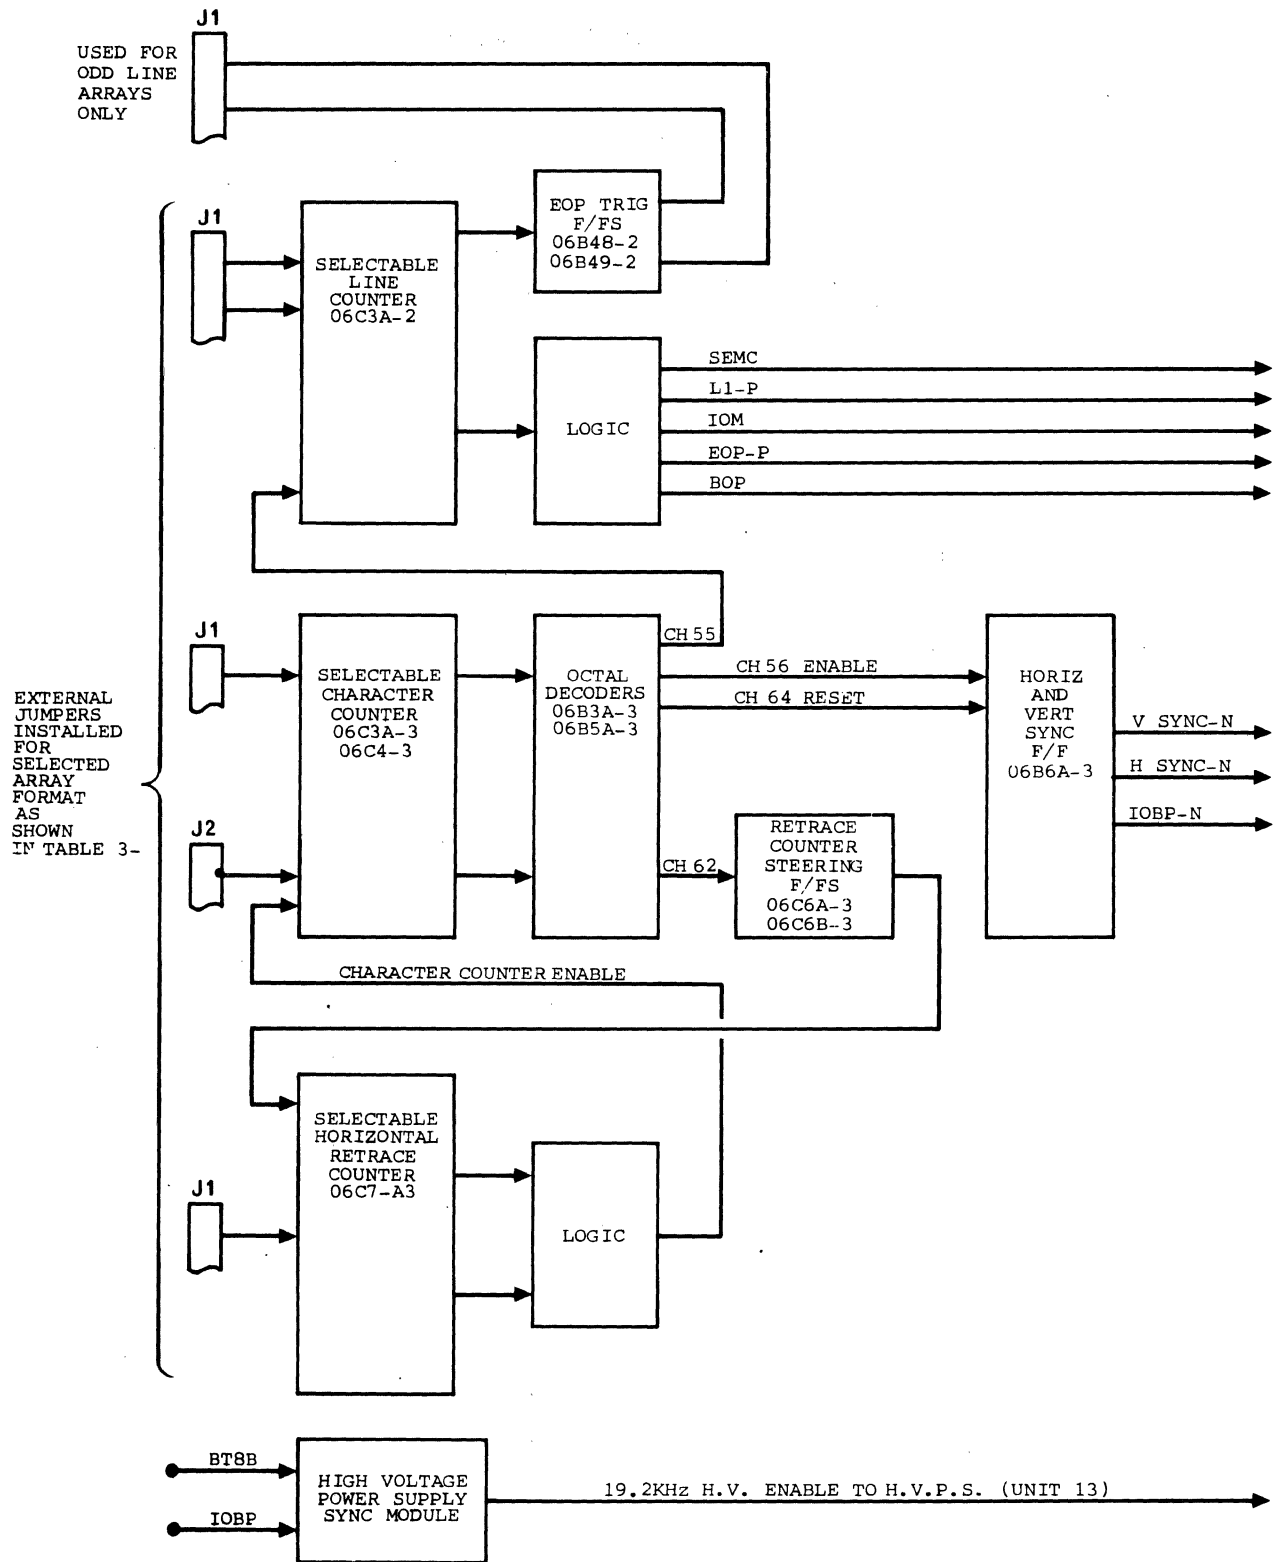 J1
USED FOR
ODD LINE
ARRAYS
ONLY
J1
SELECTABLE
LINE
COUNTER
06C3A-2
EOP TRIG
F/FS
06B48-2
06B49-2
LOGIC
SEMC
L1-P
IOM
EOP-P
BOP
EXTERNAL
JUMPERS
INSTALLED
FOR
SELECTED
ARRAY
FORMAT
AS
SHOWN
IN TABLE 3-
J1
J2
SELECTABLE
CHARACTER
COUNTER
06C3A-3
06C4-3
OCTAL
DECODERS
06B3A-3
06B5A-3
CH 55
CH 56 ENABLE
CH 64 RESET
CH 62
HORIZ
AND
VERT
SYNC
F/F
06B6A-3
V SYNC-N
H SYNC-N
IOBP-N
RETRACE
COUNTER
STEERING
F/FS
06C6A-3
06C6B-3
CHARACTER COUNTER ENABLE
J1
SELECTABLE
HORIZONTAL
RETRACE
COUNTER
06C7-A3
LOGIC
BT8B
IOBP
HIGH VOLTAGE
POWER SUPPLY
SYNC MODULE
19.2KHz H.V. ENABLE TO H.V.P.S. (UNIT 13)